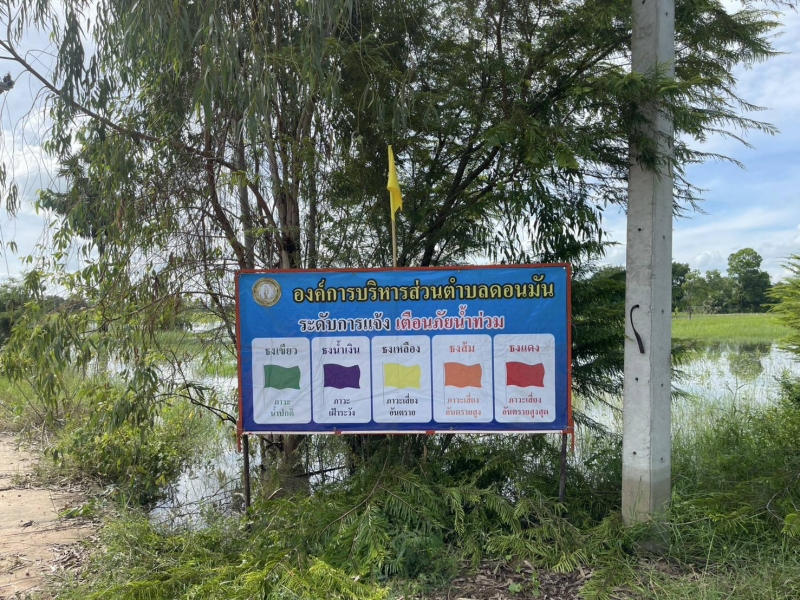 องค์การบริหารส่วนตำบลดอนมัน
ระดับการแจ้ง เตือนภัยน้ำท่วม
ธงเขียว
ภาวะ
น้ำปกติ
ธงน้ำเงิน
ภาวะ
เฝ้าระวัง
ธงเหลือง
ภาวะเสี่ยง
อันตราย
ธงส้ม
ภาวะเสี่ยง
อันตรายสูง
ธงแดง
ภาวะเสี่ยง
อันตรายสูงสุด